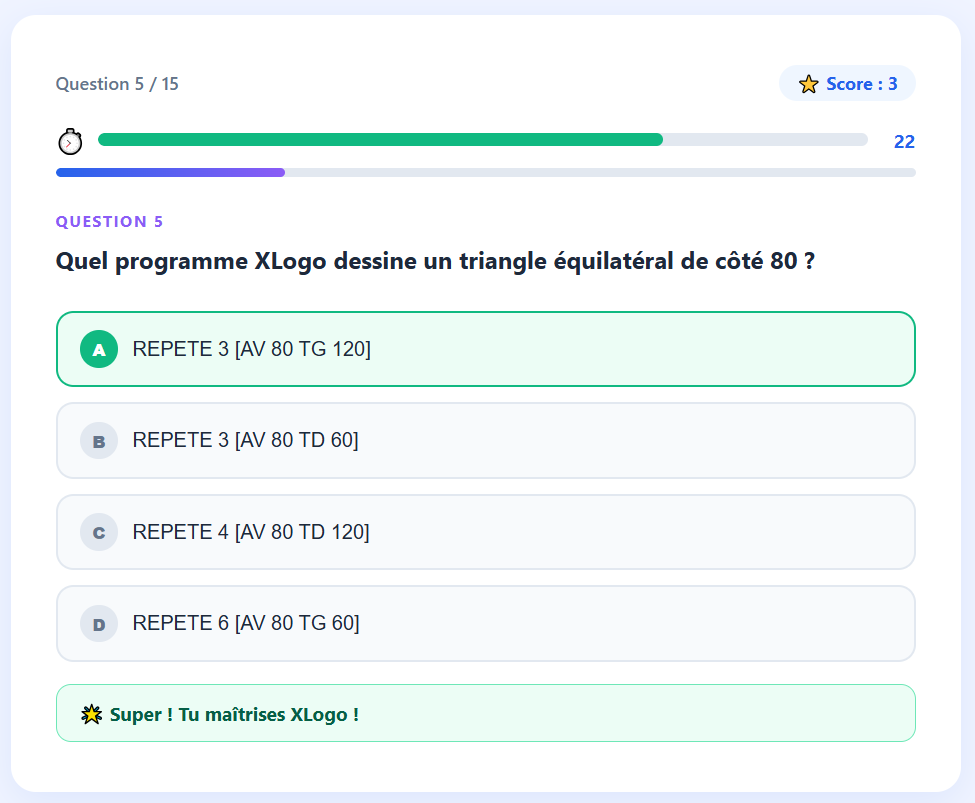 Question 5 / 15
Score : 3
22
QUESTION 5
Quel programme XLogo dessine un triangle équilatéral de côté 80 ?
A REPETE 3 [AV 80 TG 120]
B REPETE 3 [AV 80 TD 60]
C REPETE 4 [AV 80 TD 120]
D REPETE 6 [AV 80 TG 60]
Super ! Tu maîtrises XLogo !